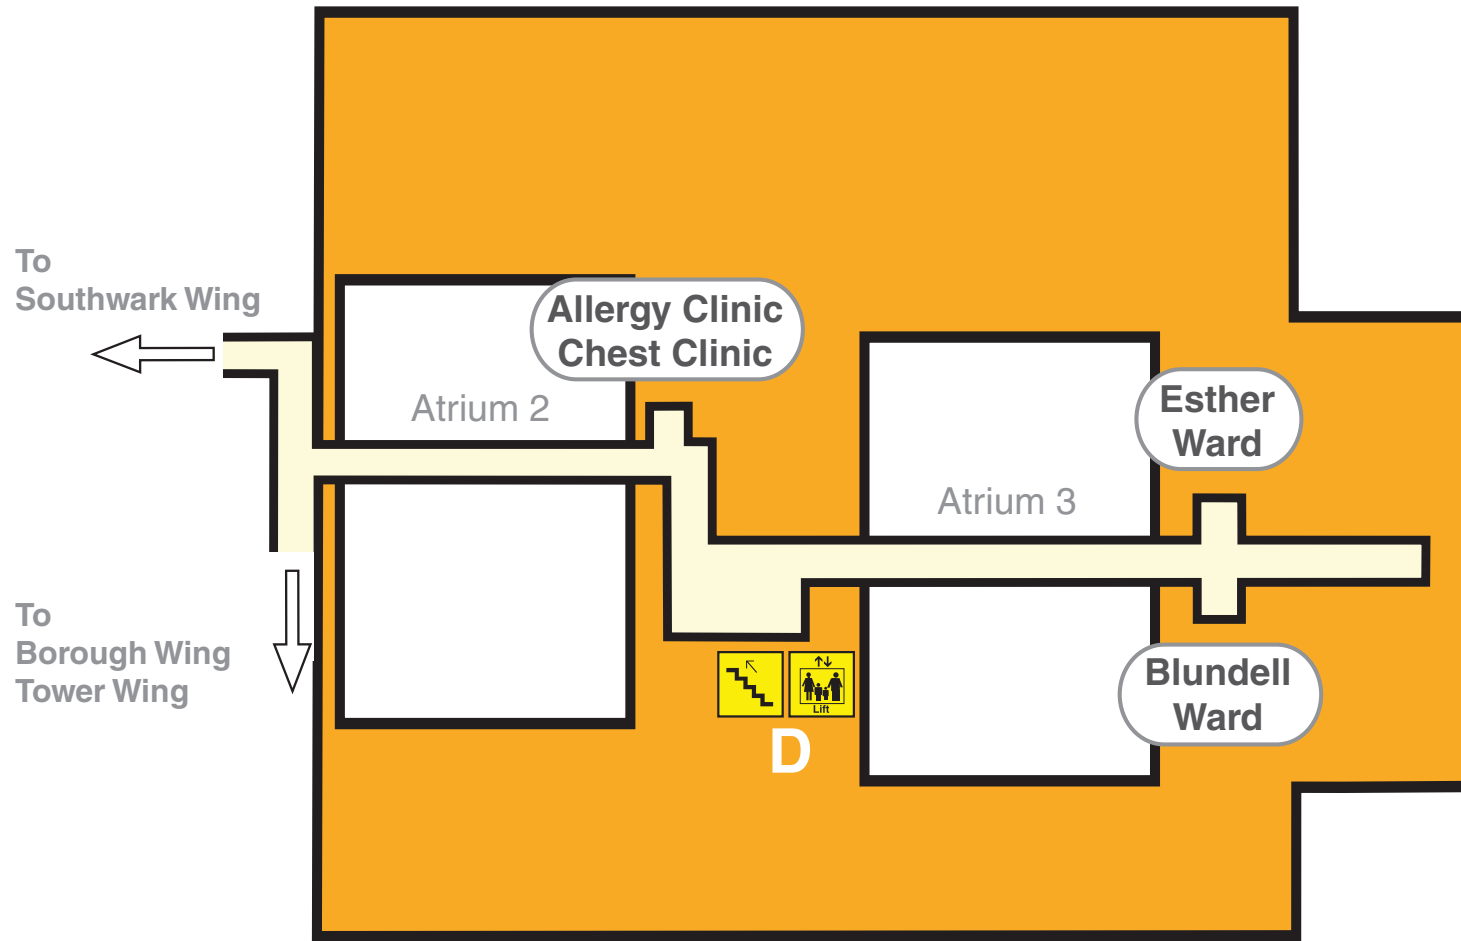 To
Southwark Wing
Allergy Clinic
Chest Clinic
Atrium 2
Esther
Ward
Atrium 3
To
Borough Wing
Tower Wing
Blundell
Ward
Lift
D